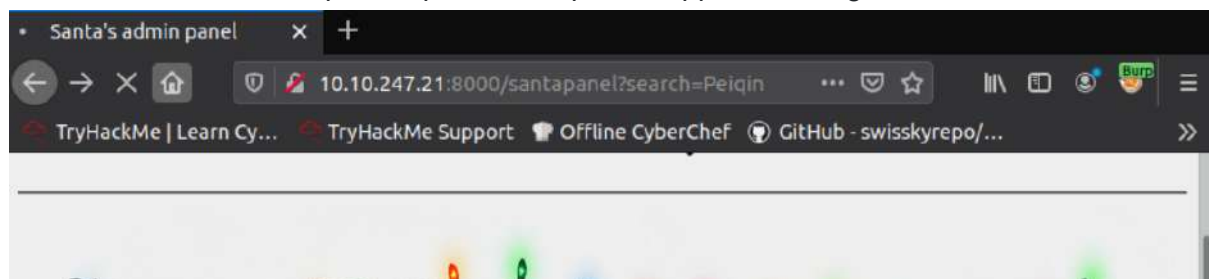 Santa's admin panel
10.10.247.21:8000/santapanel?search=Peiqin
Burp
TryHackMe | Learn Cy... TryHackMe Support Offline CyberChef GitHub - swisskyrepo/...